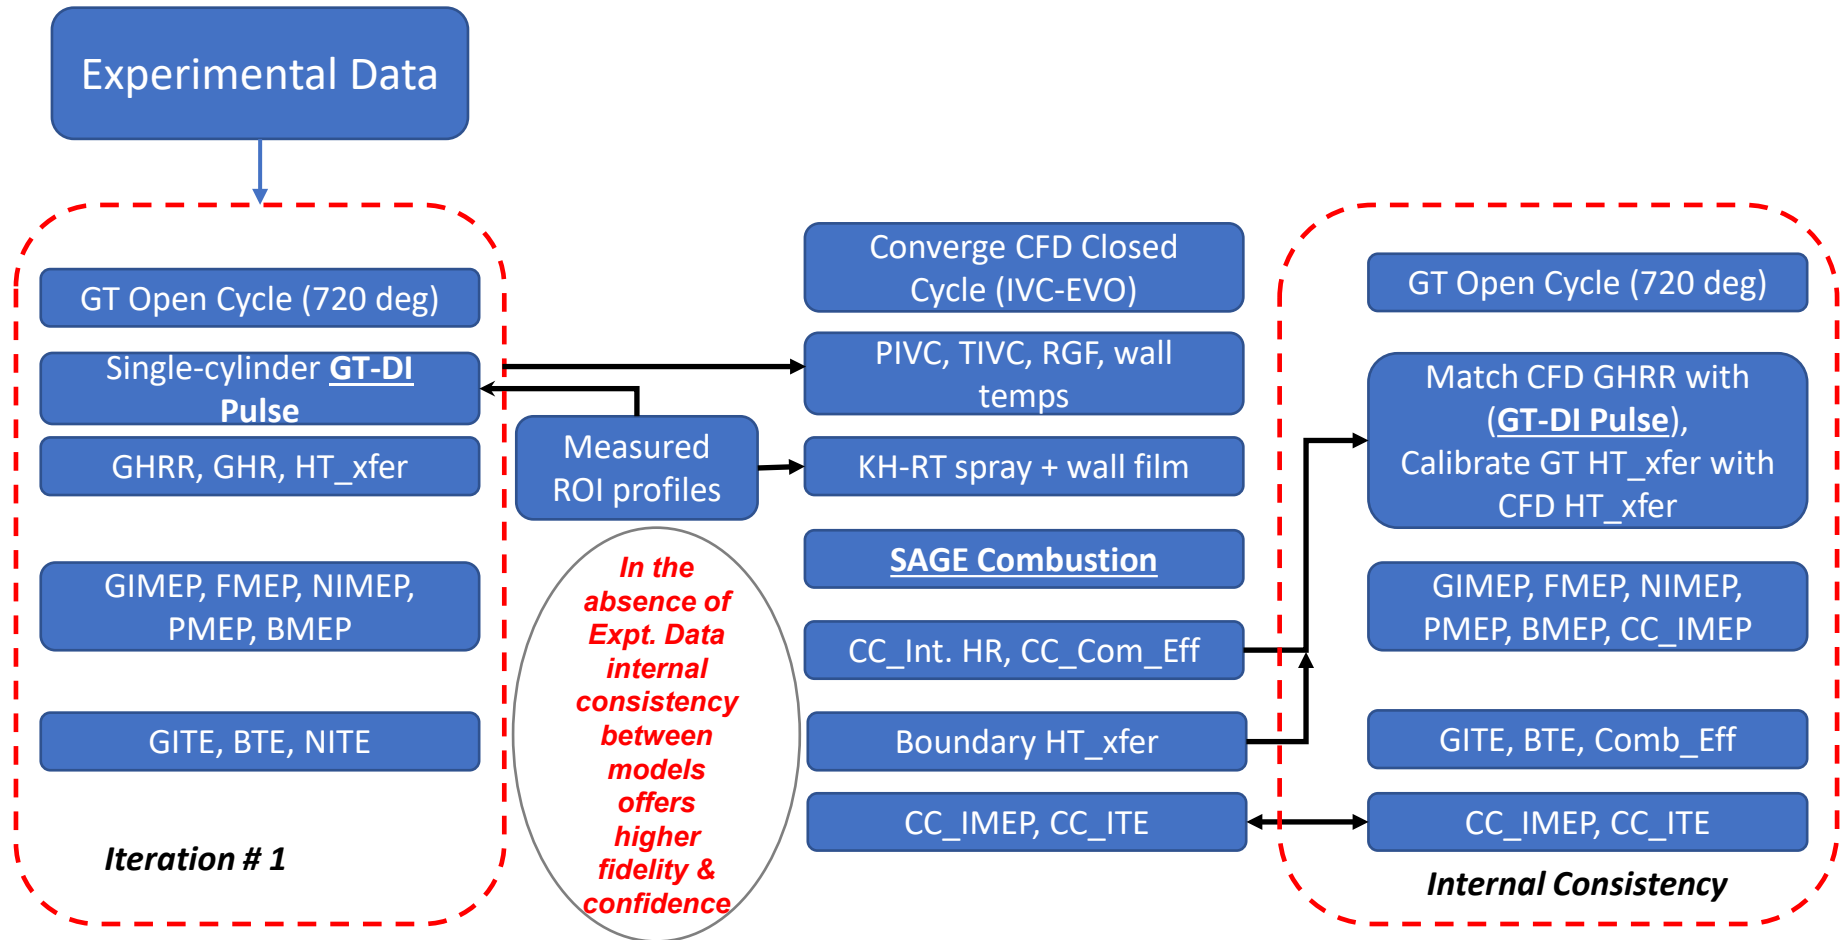 Experimental Data
GT Open Cycle (720 deg)
Single-cylinder GT-DI
Pulse
GHRR, GHR, HT_xfer
GIMEP, FMEP, NIMEP,
PMEP, BMEP
GITE, BTE, NITE
Iteration # 1
Measured
ROI profiles
In the
absence of
Expt. Data
internal
consistency
between
models
offers
higher
fidelity &
confidence
Converge CFD Closed
Cycle (IVC-EVO)
PIVC, TIVC, RGF, wall
temps
KH-RT spray + wall film
SAGE Combustion
CC_Int. HR, CC_Com_Eff
Boundary HT_xfer
CC_IMEP, CC_ITE
GT Open Cycle (720 deg)
Match CFD GHRR with
(GT-DI Pulse),
Calibrate GT HT_xfer with
CFD HT_xfer
GIMEP, FMEP, NIMEP,
PMEP, BMEP, CC_IMEP
GITE, BTE, Comb_Eff
CC_IMEP, CC_ITE
Internal Consistency